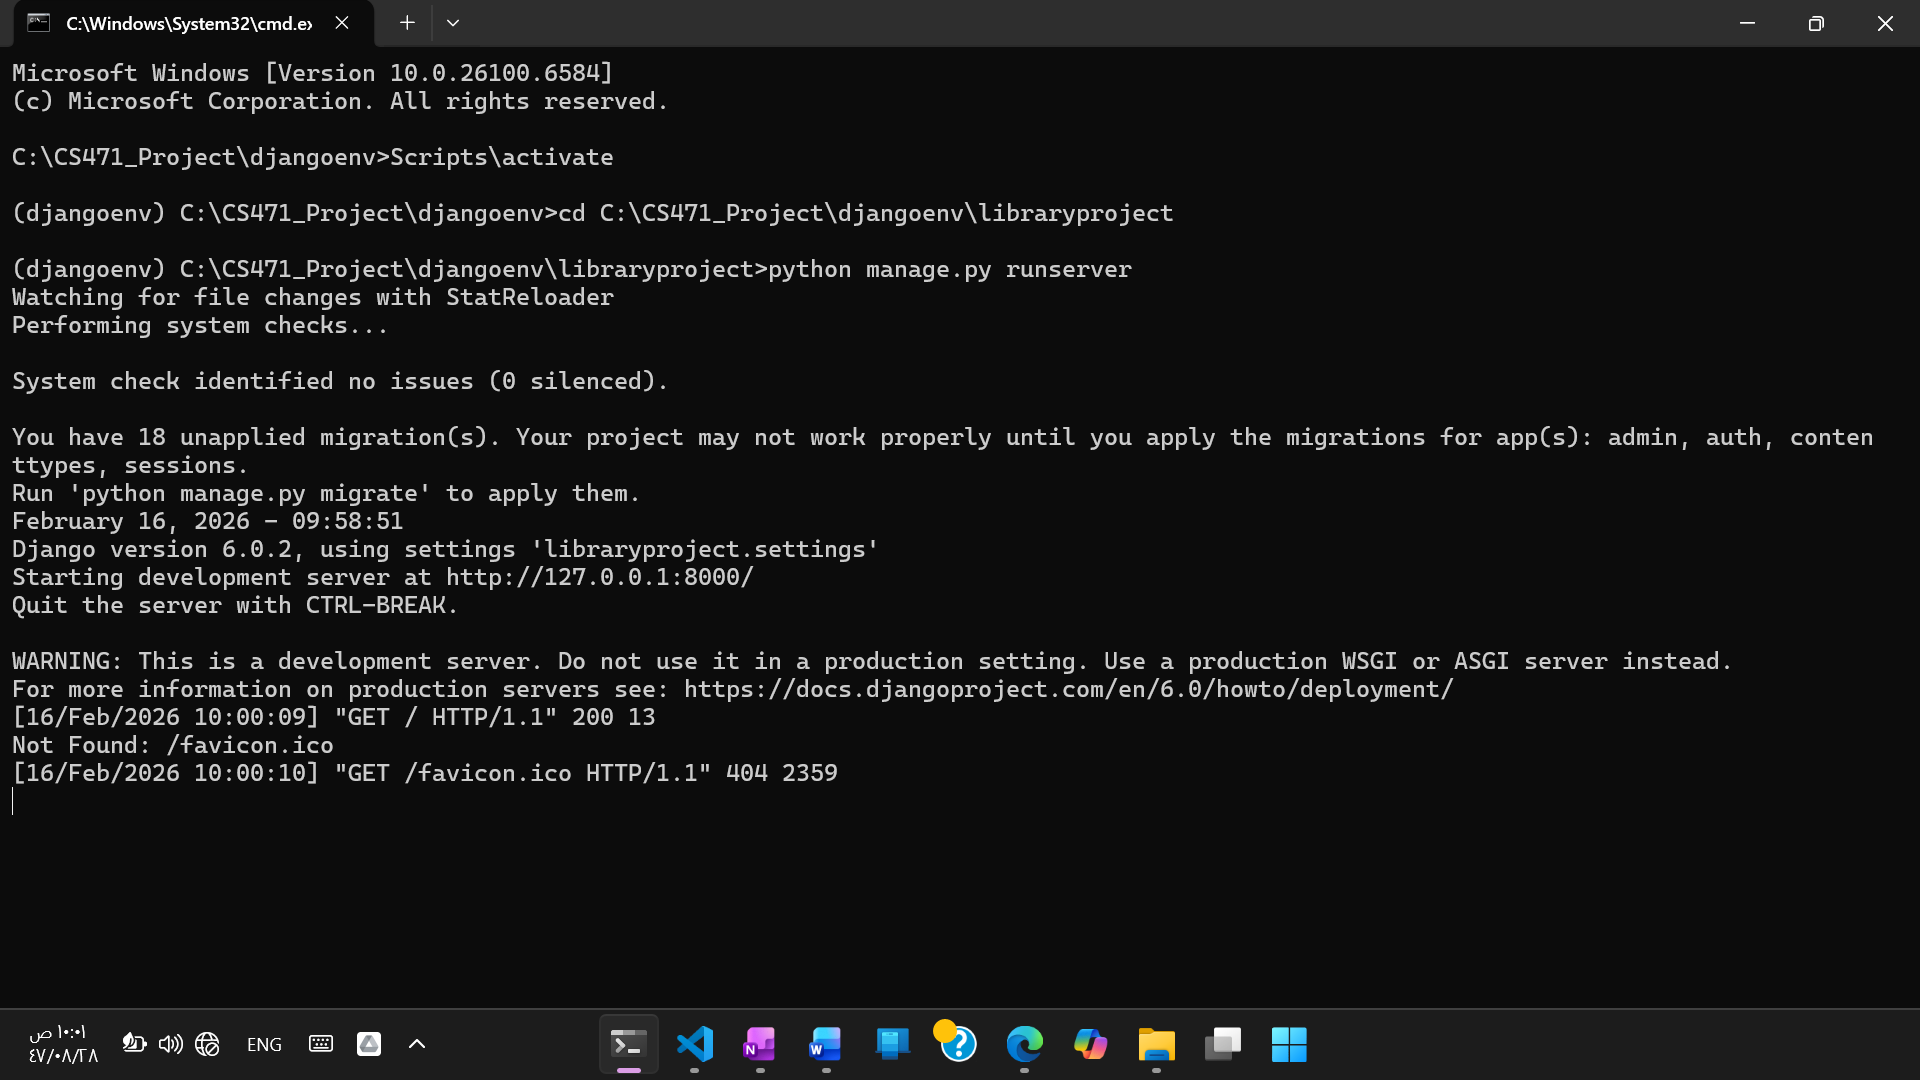 C:\Windows\System32\cmd.ex
Microsoft Windows [Version 10.0.26100.6584]
(c) Microsoft Corporation. All rights reserved.
C:\CS471_Project\djangoenv>Scripts\activate
(djangoenv) C:\CS471_Project\djangoenv>cd C:\CS471_Project\djangoenv\libraryproject
(djangoenv) C:\CS471_Project\djangoenv\libraryproject>python manage.py runserver
Watching for file changes with StatReloader
Performing system checks...
System check identified no issues (0 silenced).
You have 18 unapplied migration(s). Your project may not work properly until you apply the migrations for app(s): admin, auth, conten
ttypes, sessions.
Run 'python manage.py migrate' to apply them.
February 16, 2026 - 09:58:51
Django version 6.0.2, using settings 'libraryproject.settings'
Starting development server at http://127.0.0.1:8000/
Quit the server with CTRL-BREAK.
WARNING: This is a development server. Do not use it in a production setting. Use a production WSGI or ASGI server instead.
For more information on production servers see: https://docs.djangoproject.com/en/6.0/howto/deployment/
[16/Feb/2026 10:00:09] "GET / HTTP/1.1" 200 13
Not Found: /favicon.ico
[16/Feb/2026 10:00:10] "GET /favicon.ico HTTP/1.1" 404 2359
١٠:٠١ ص
٤٧/٠٨/٢٨
ENG
N
W